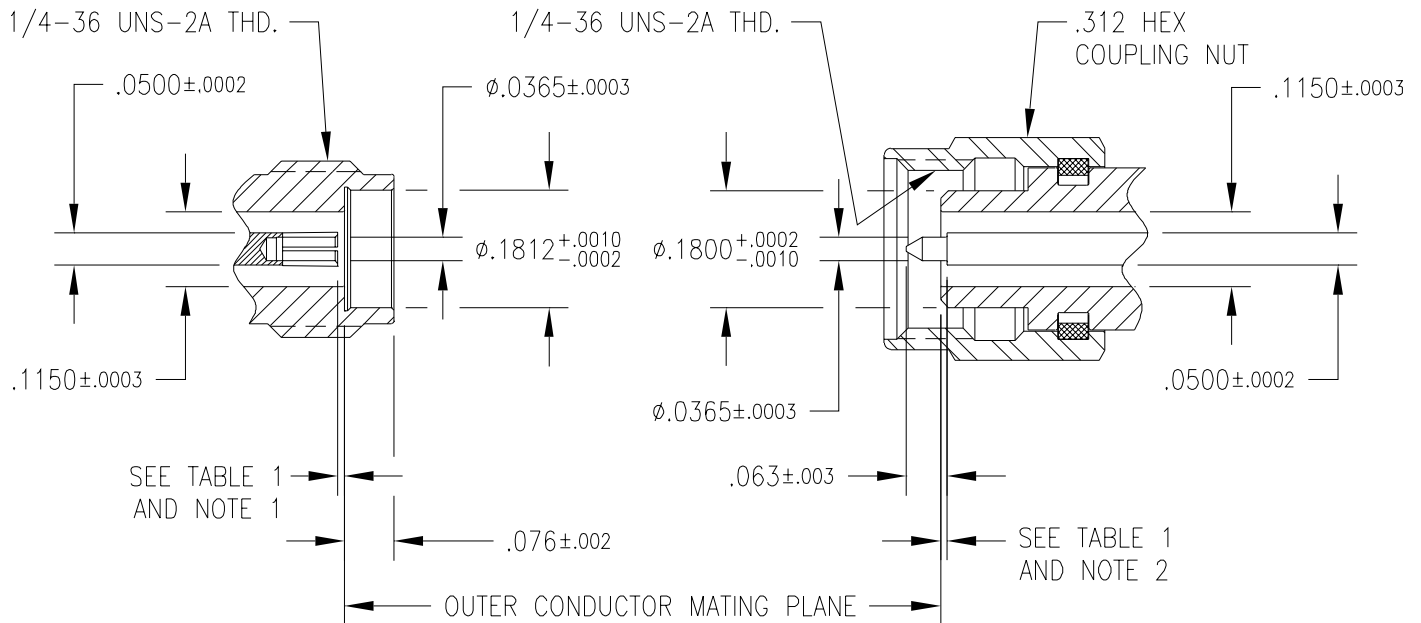 1/4-36 UNS-2A THD.
1/4-36 UNS-2A THD.
.312 HEX
COUPLING NUT
.0500±.0002
ø.0365±.0003
.1150±.0003
ø.1812 +.0010
-.0002
ø.1800 +.0002
-.0010
.1150±.0003
.0500±.0002
ø.0365±.0003
SEE TABLE 1
AND NOTE 1
.063±.003
.076±.002
SEE TABLE 1
AND NOTE 2
OUTER CONDUCTOR MATING PLANE